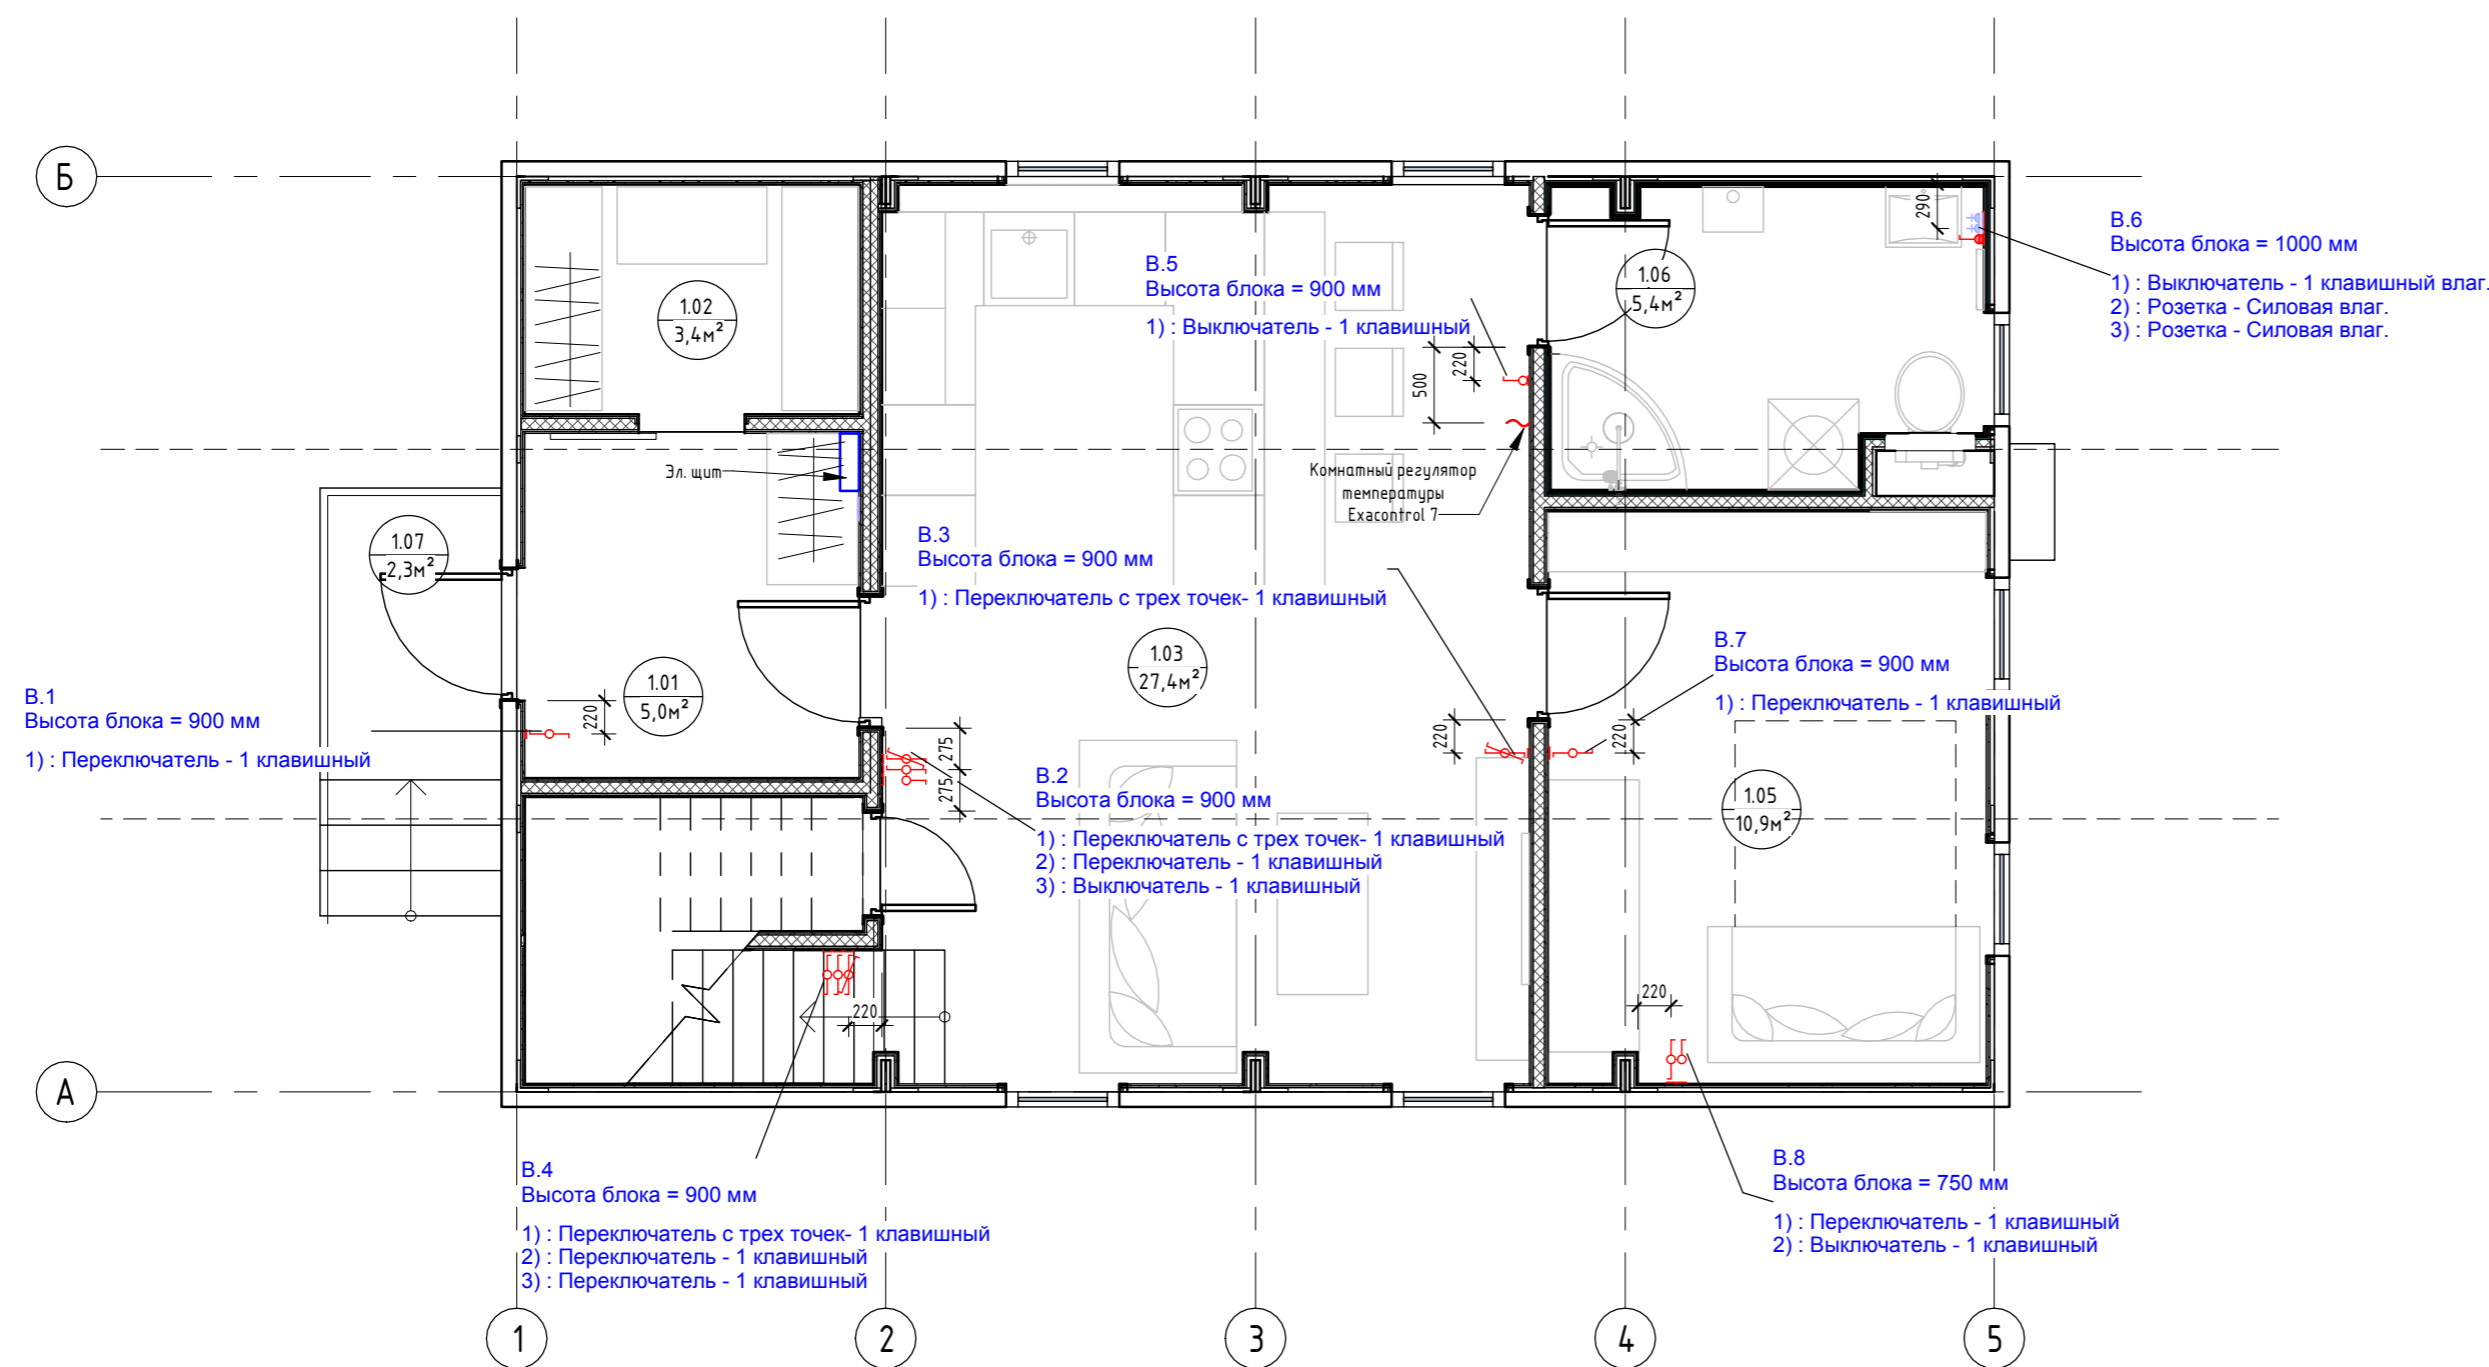 Б
В.6
Высота блока = 1000 мм
1) : Выключатель - 1 клавишный влаг.
2) : Розетка - Силовая влаг.
3) : Розетка - Силовая влаг.
290
В.5
Высота блока = 900 мм
1) : Выключатель - 1 клавишный
1.06
5,4м²
1.02
3,4м²
220
500
Эл. щит
Комнатный регулятор
температуры
Exacontrol 7
1.07
2,3м²
В.3
Высота блока = 900 мм
1) : Переключатель с трех точек- 1 клавишный
1.03
27,4м²
В.7
Высота блока = 900 мм
1) : Переключатель - 1 клавишный
1.01
5,0м²
В.1
Высота блока = 900 мм
1) : Переключатель - 1 клавишный
220
275
275
220
220
В.2
Высота блока = 900 мм
1) : Переключатель с трех точек- 1 клавишный
2) : Переключатель - 1 клавишный
3) : Выключатель - 1 клавишный
1.05
10,9м²
220
220
А
В.4
Высота блока = 900 мм
1) : Переключатель с трех точек- 1 клавишный
2) : Переключатель - 1 клавишный
3) : Переключатель - 1 клавишный
В.8
Высота блока = 750 мм
1) : Переключатель - 1 клавишный
2) : Выключатель - 1 клавишный
1
2
3
4
5